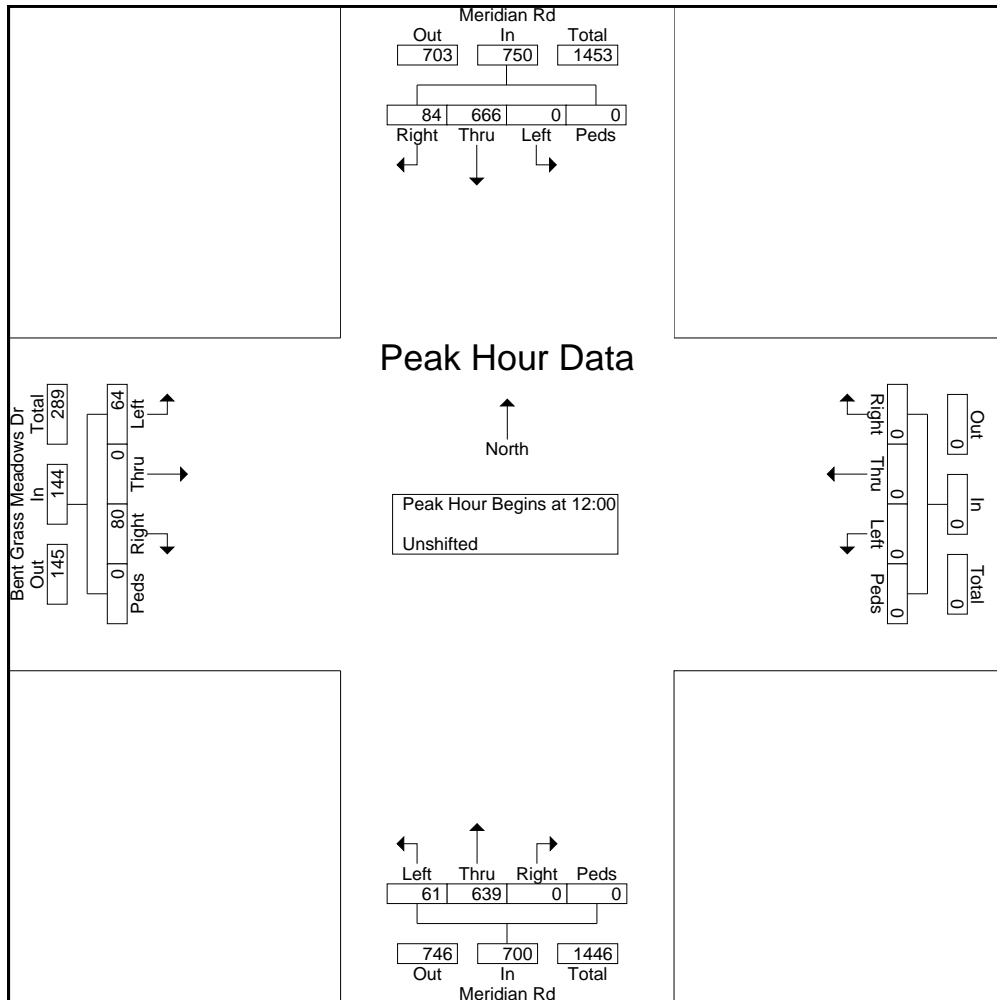 Meridian Rd
Out In Total
703 750 1453
84 666 0 0
Right Thru Left Peds
Peak Hour Data
North
Peak Hour Begins at 12:00
Unshifted
Bent Grass Meadows Dr
Out In Total
145 144 289
64 0 80 0
Left Thru Right Peds
Out In Total
0 0 0
0 0 0 0
Right Thru Left Peds
Left Thru Right Peds
61 639 0 0
746 700 1446
Out In Total
Meridian Rd